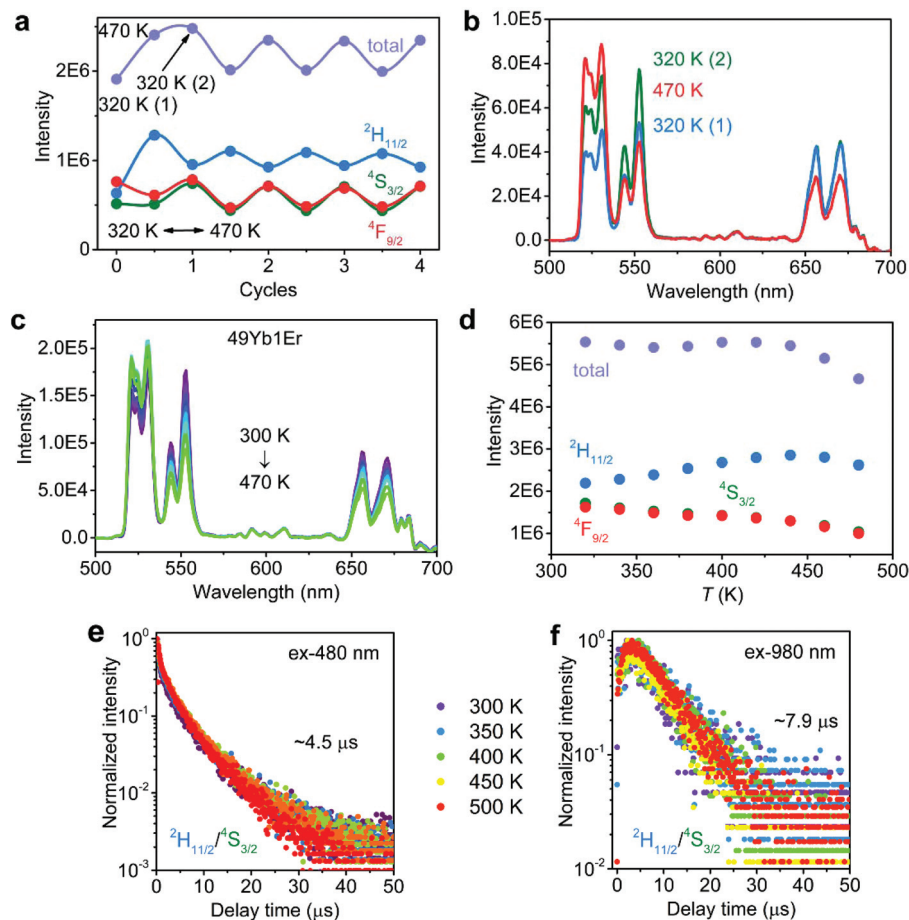 a
470 K
total
320 K (2)
320 K (1)
²H₁₁/₂
⁴S₃/₂
⁴F₉/₂
320 K ⟷ 470 K
2E6
1E6
0
0 1 2 3 4
Intensity
Cycles
b
320 K (2)
470 K
320 K (1)
1.0E5
8.0E4
6.0E4
4.0E4
2.0E4
0.0
500 550 600 650 700
Intensity
Wavelength (nm)
c
49Yb1Er
300 K
↓
470 K
2.0E5
1.5E5
1.0E5
5.0E4
0.0
500 550 600 650 700
Intensity
Wavelength (nm)
d
total
²H₁₁/₂
⁴S₃/₂
⁴F₉/₂
6E6
5E6
4E6
3E6
2E6
1E6
300 350 400 450 500
Intensity
T (K)
e
ex-480 nm
~4.5 μs
²H₁₁/₂/⁴S₃/₂
10⁰
10⁻¹
10⁻²
10⁻³
0 10 20 30 40 50
Normalized intensity
Delay time (μs)
300 K
350 K
400 K
450 K
500 K
f
ex-980 nm
~7.9 μs
²H₁₁/₂/⁴S₃/₂
10⁰
10⁻¹
10⁻²
0 10 20 30 40 50
Normalized intensity
Delay time (μs)